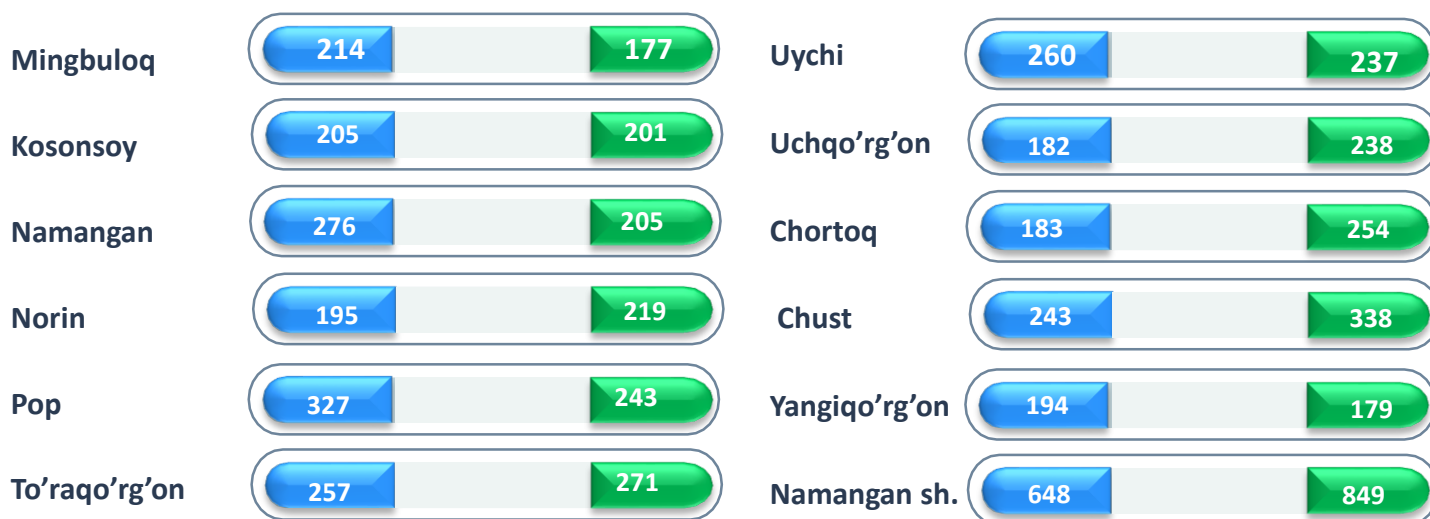 Mingbuloq 214 177
Kosonsoy 205 201
Namangan 276 205
Norin 195 219
Pop 327 243
To’raqo’rg’on 257 271
Uychi 260 237
Uchqo’rg’on 182 238
Chortoq 183 254
Chust 243 338
Yangiqo’rg’on 194 179
Namangan sh. 648 849